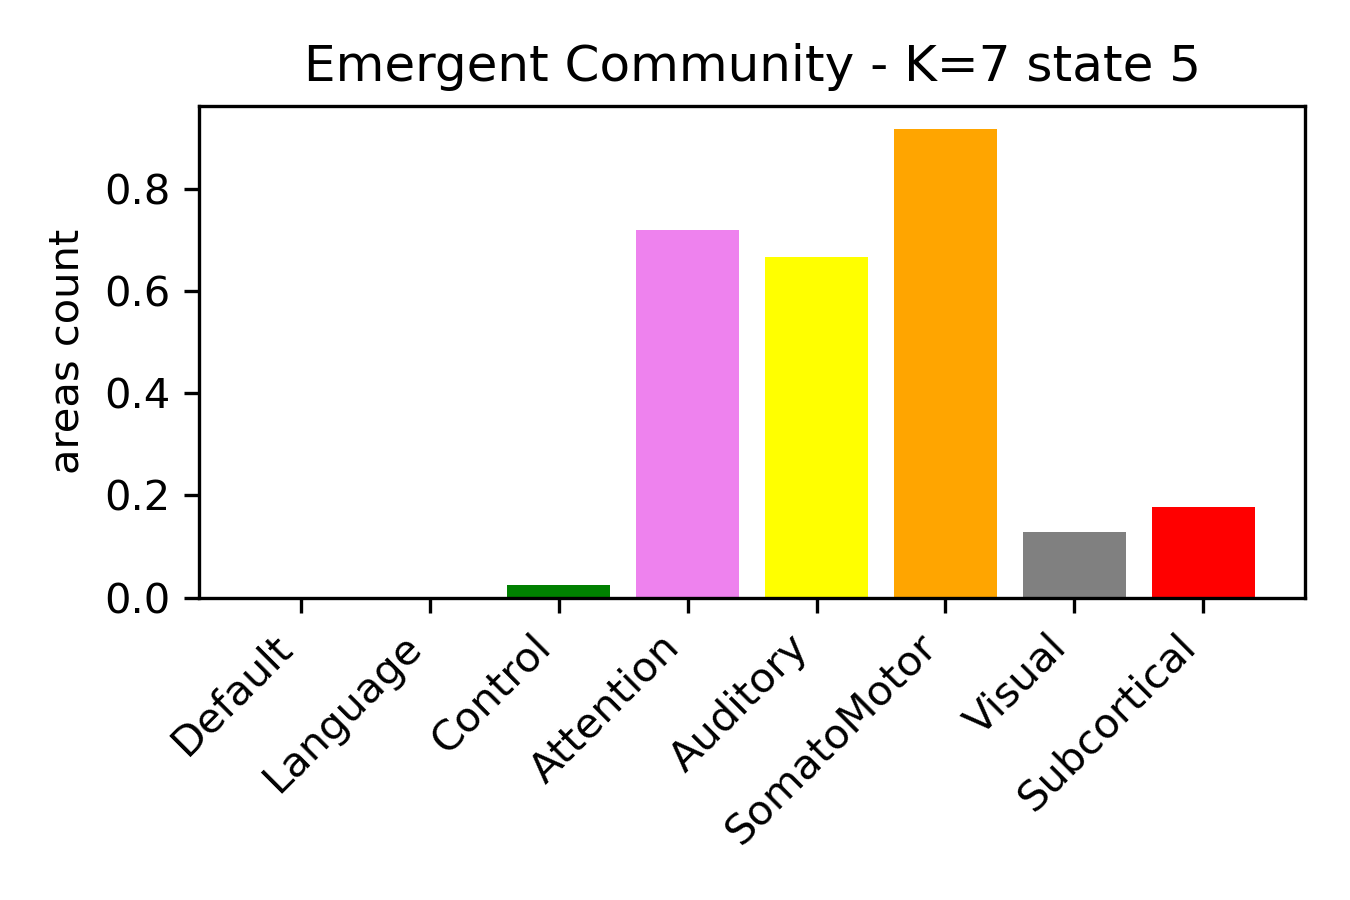 Emergent Community - K=7 state 5
areas count
0.8
0.6
0.4
0.2
0.0
Default
Language
Control
Attention
Auditory
SomatoMotor
Visual
Subcortical